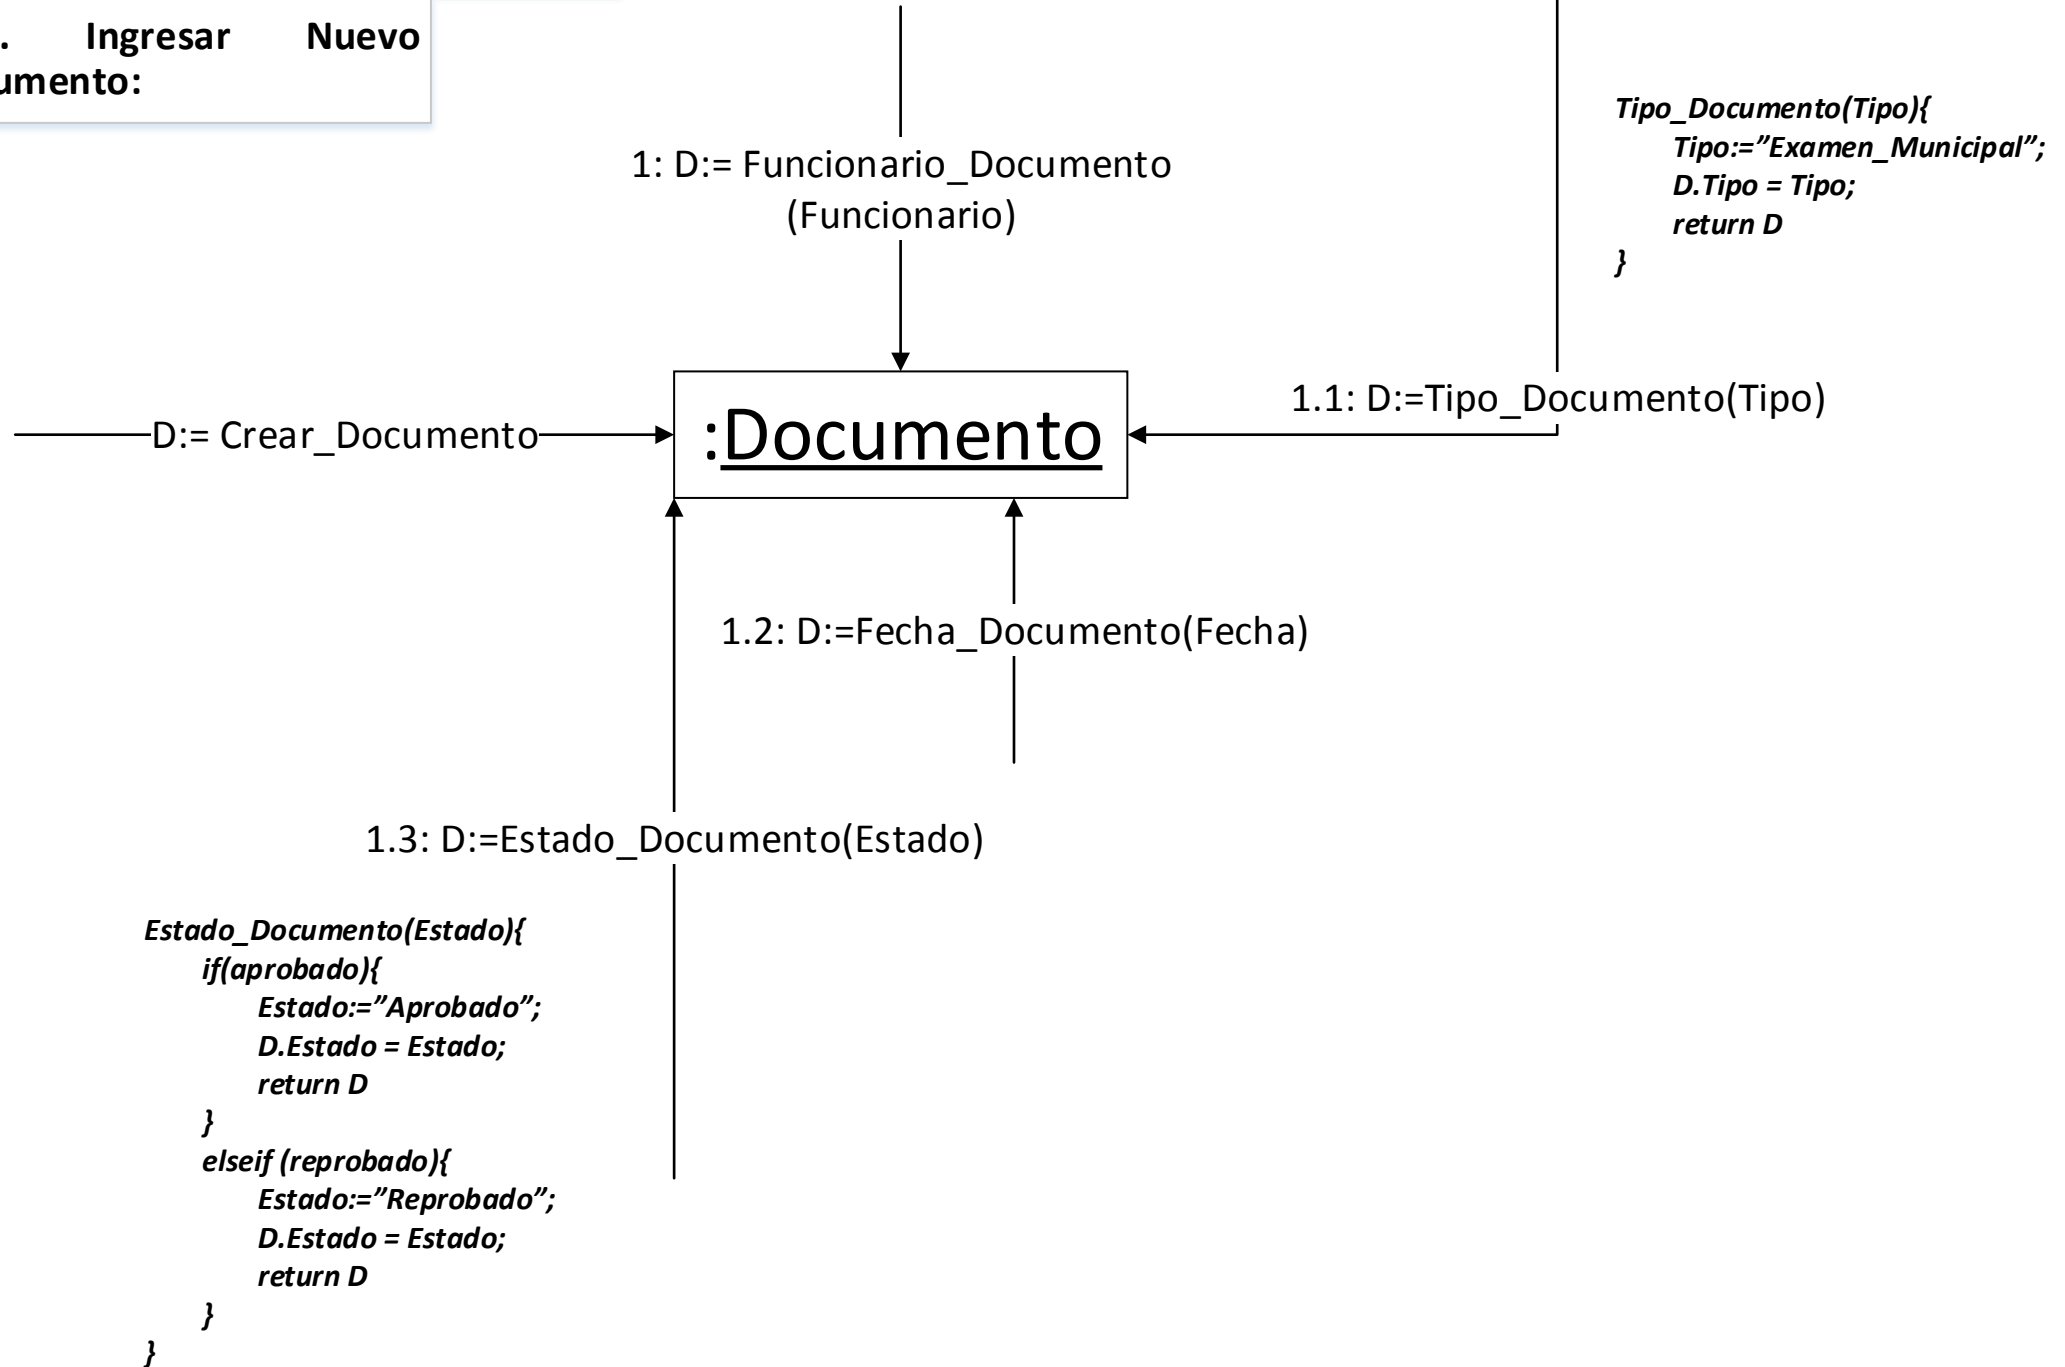 . Ingresar Nuevo
umento:
1: D:= Funcionario_Documento
(Funcionario)
Tipo_Documento(Tipo){
Tipo:=”Examen_Municipal”;
D.Tipo = Tipo;
return D
}
1.1: D:=Tipo_Documento(Tipo)
D:= Crear_Documento
:Documento
1.2: D:=Fecha_Documento(Fecha)
1.3: D:=Estado_Documento(Estado)
Estado_Documento(Estado){
if(aprobado){
Estado:=”Aprobado”;
D.Estado = Estado;
return D
}
elseif (reprobado){
Estado:=”Reprobado”;
D.Estado = Estado;
return D
}
}